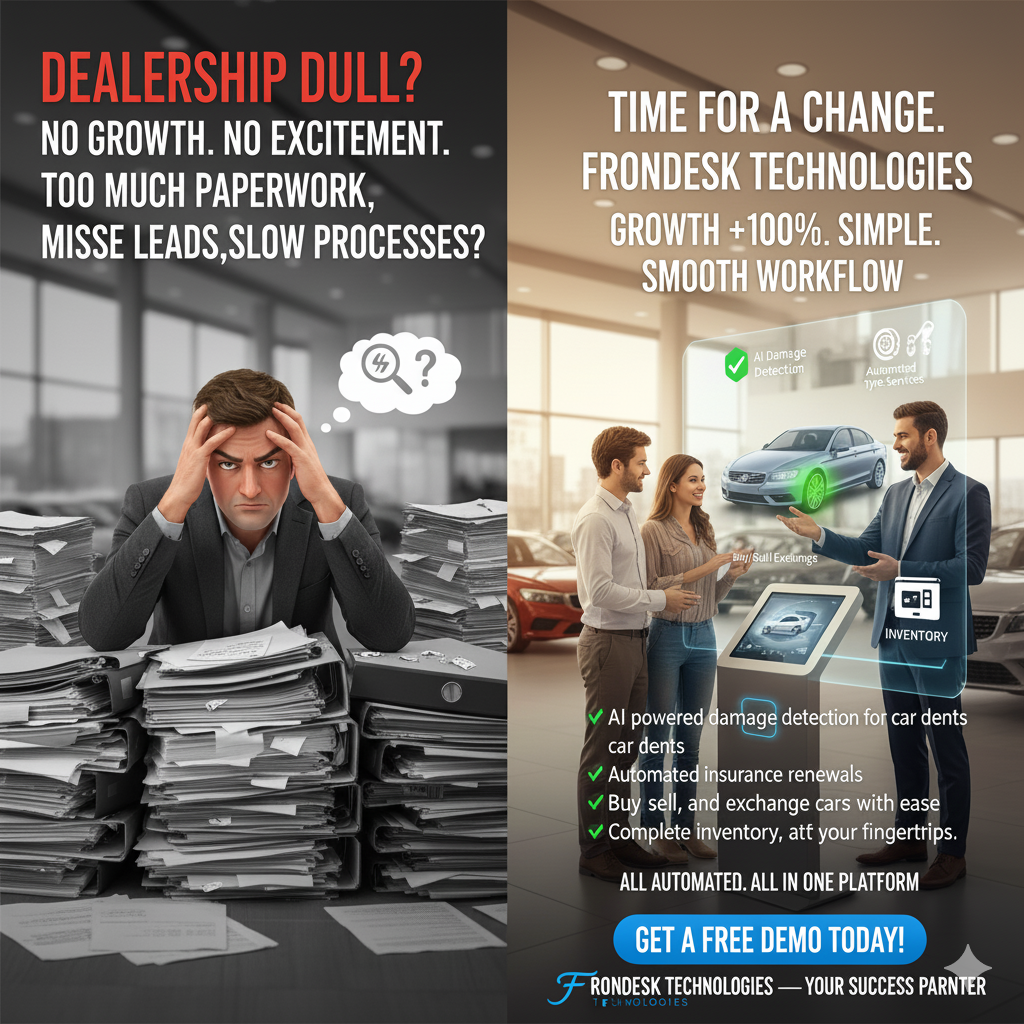 DEALERSHIP DULL?
NO GROWTH. NO EXCITEMENT.
TOO MUCH PAPERWORK,
MISSE LEADS,SLOW PROCESSES?
?
TIME FOR A CHANGE.
FRONDESK TECHNOLOGIES
GROWTH +100%. SIMPLE.
SMOOTH WORKFLOW
AI Damage
Detection
Automated
Tyre Services
INVENTORY
✓ AI powered damage detection for car dents
car dents
✓ Automated insurance renewals
✓ Buy sell, and exchange cars with ease
✓ Complete inventory, att your fingertrips.
ALL AUTOMATED. ALL IN ONE PLATFORM
GET A FREE DEMO TODAY!
FRONDESK TECHNOLOGIES — YOUR SUCCESS PARNTER